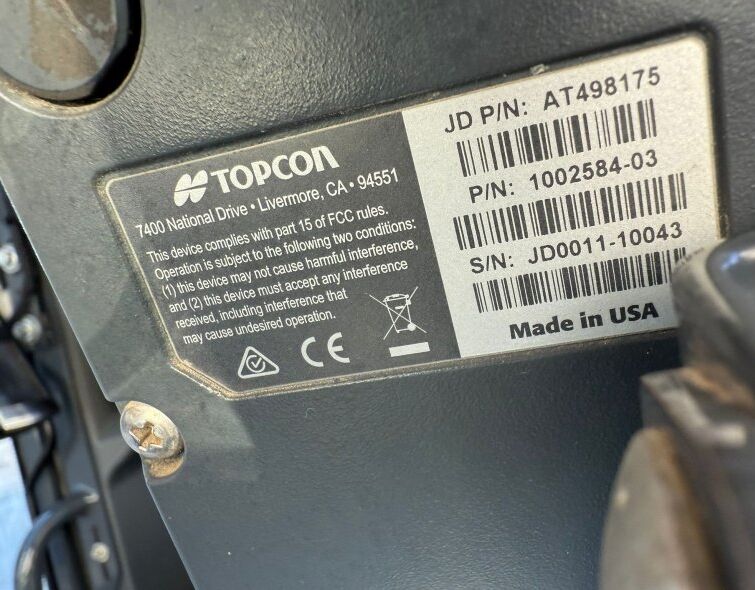 TOPCON
7400 National Drive • Livermore, CA • 94551
This device complies with part 15 of FCC rules.
Operation is subject to the following two conditions:
(1) this device may not cause harmful interference,
and (2) this device must accept any interference
received, including interference that
may cause undesired operation.
CE
JD P/N: AT498175
P/N: 1002584-03
S/N: JD0011-10043
Made in USA